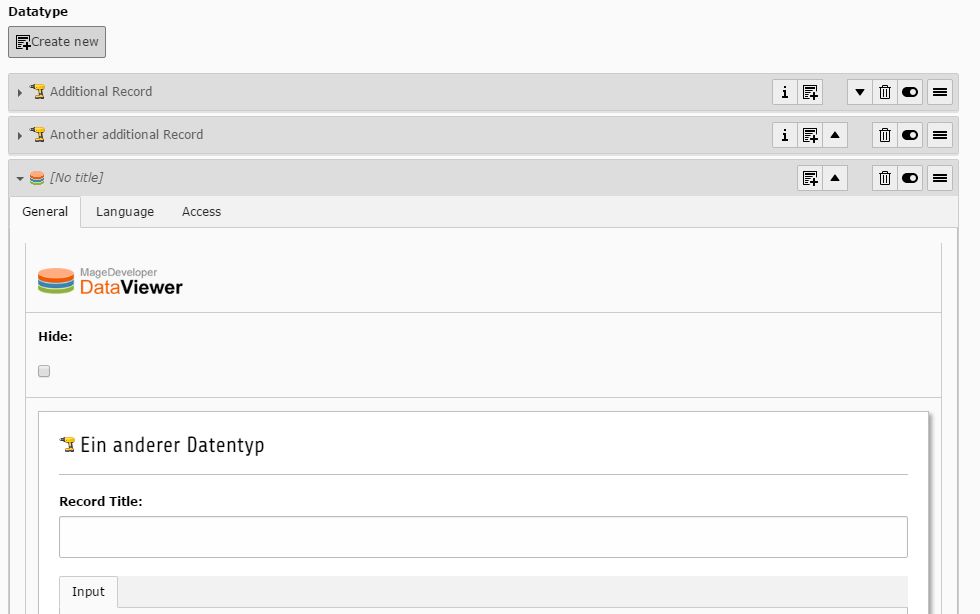 Datatype
Create new
Additional Record
Another additional Record
[No title]
General Language Access
MageDeveloper
DataViewer
Hide:
Ein anderer Datentyp
Record Title:
Input